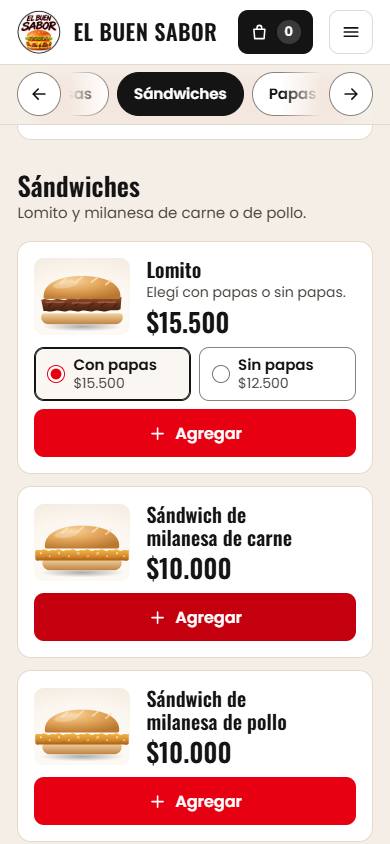 EL BUEN
SABOR
EL BUEN SABOR
0
Sándwiches
Papas
Sándwiches
Lomito y milanesa de carne o de pollo.
Lomito
Elegí con papas o sin papas.
$15.500
Con papas
$15.500
Sin papas
$12.500
+ Agregar
Sándwich de
milanesa de carne
$10.000
+ Agregar
Sándwich de
milanesa de pollo
$10.000
+ Agregar